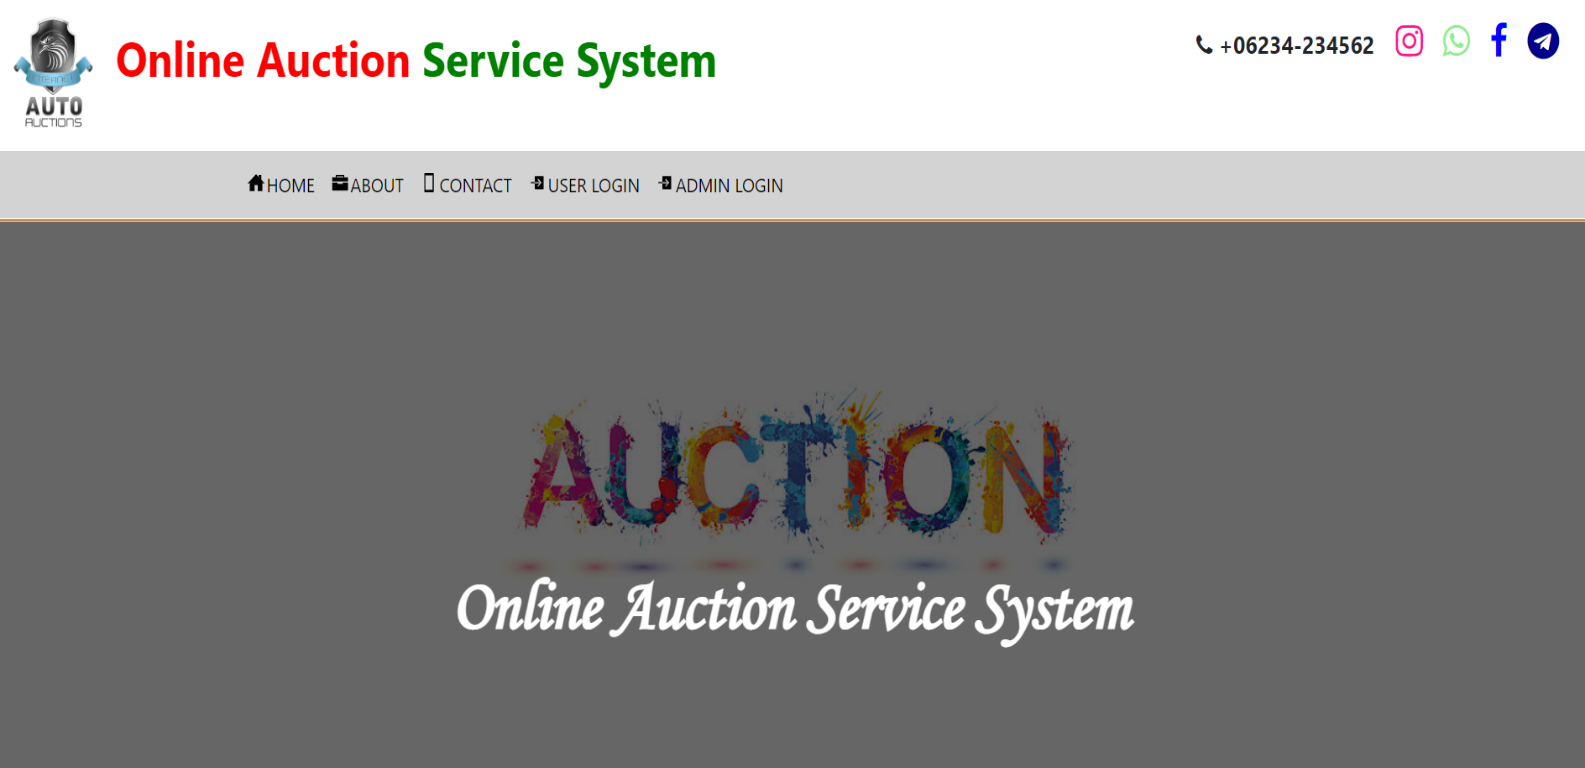 Online Auction Service System
+06234-234562
AUTO
AUCTIONS
HOME ABOUT CONTACT USER LOGIN ADMIN LOGIN
AUCTION
Online Auction Service System